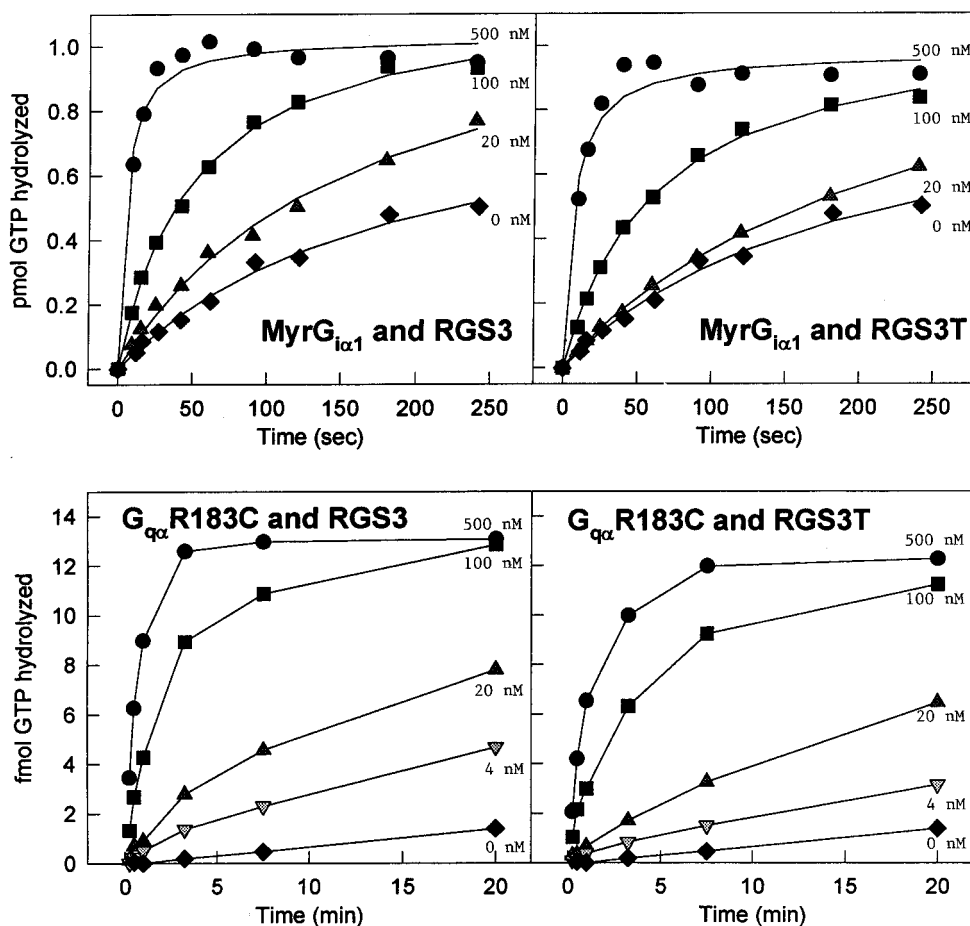 pmol GTP hydrolyzed
1.0
0.8
0.6
0.4
0.2
0.0
500 nM
100 nM
20 nM
0 nM
MyrGiα1 and RGS3
0 50 100 150 200 250
Time (sec)
500 nM
100 nM
20 nM
0 nM
MyrGiα1 and RGS3T
0 50 100 150 200 250
Time (sec)
fmol GTP hydrolyzed
14
12
10
8
6
4
2
0
GqαR183C and RGS3
500 nM
100 nM
20 nM
4 nM
0 nM
0 5 10 15 20
Time (min)
GqαR183C and RGS3T
500 nM
100 nM
20 nM
4 nM
0 nM
0 5 10 15 20
Time (min)